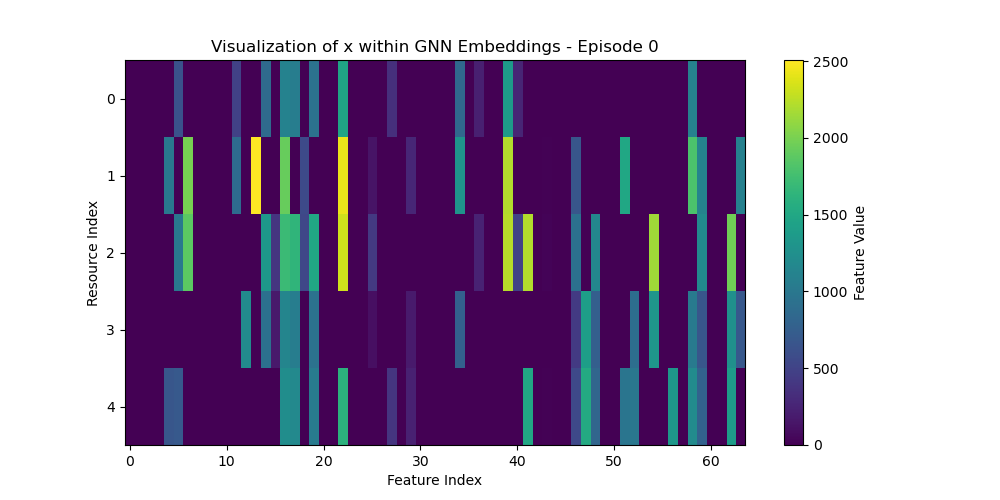 Visualization of x within GNN Embeddings - Episode 0
Resource Index
0
1
2
3
4
0 10 20 30 40 50 60
Feature Index
2500
2000
1500
1000
500
0
Feature Value